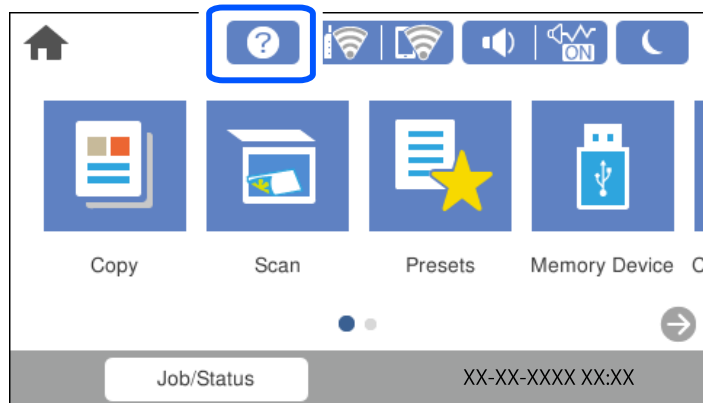 ?
ON
Copy
Scan
Presets
Memory Device
C
Job/Status
XX-XX-XXXX XX:XX